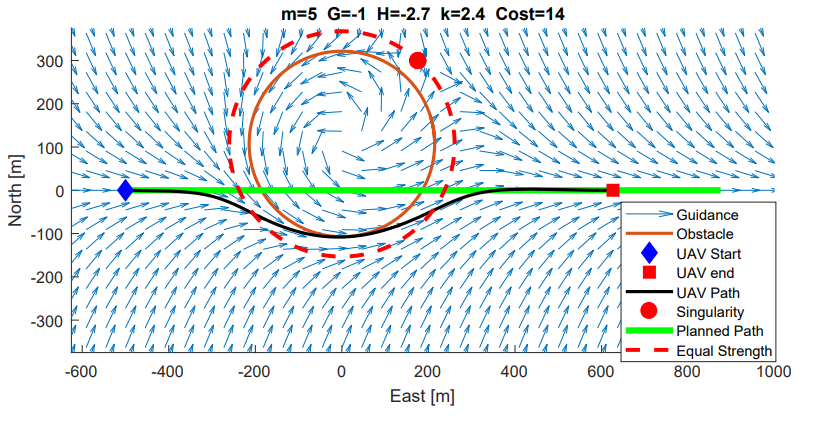 m=5 G=-1 H=-2.7 k=2.4 Cost=14
North [m]
300
200
100
0
-100
-200
-300
-600
-400
-200
0
200
400
600
800
1000
East [m]
Guidance
Obstacle
UAV Start
UAV end
UAV Path
Singularity
Planned Path
Equal Strength